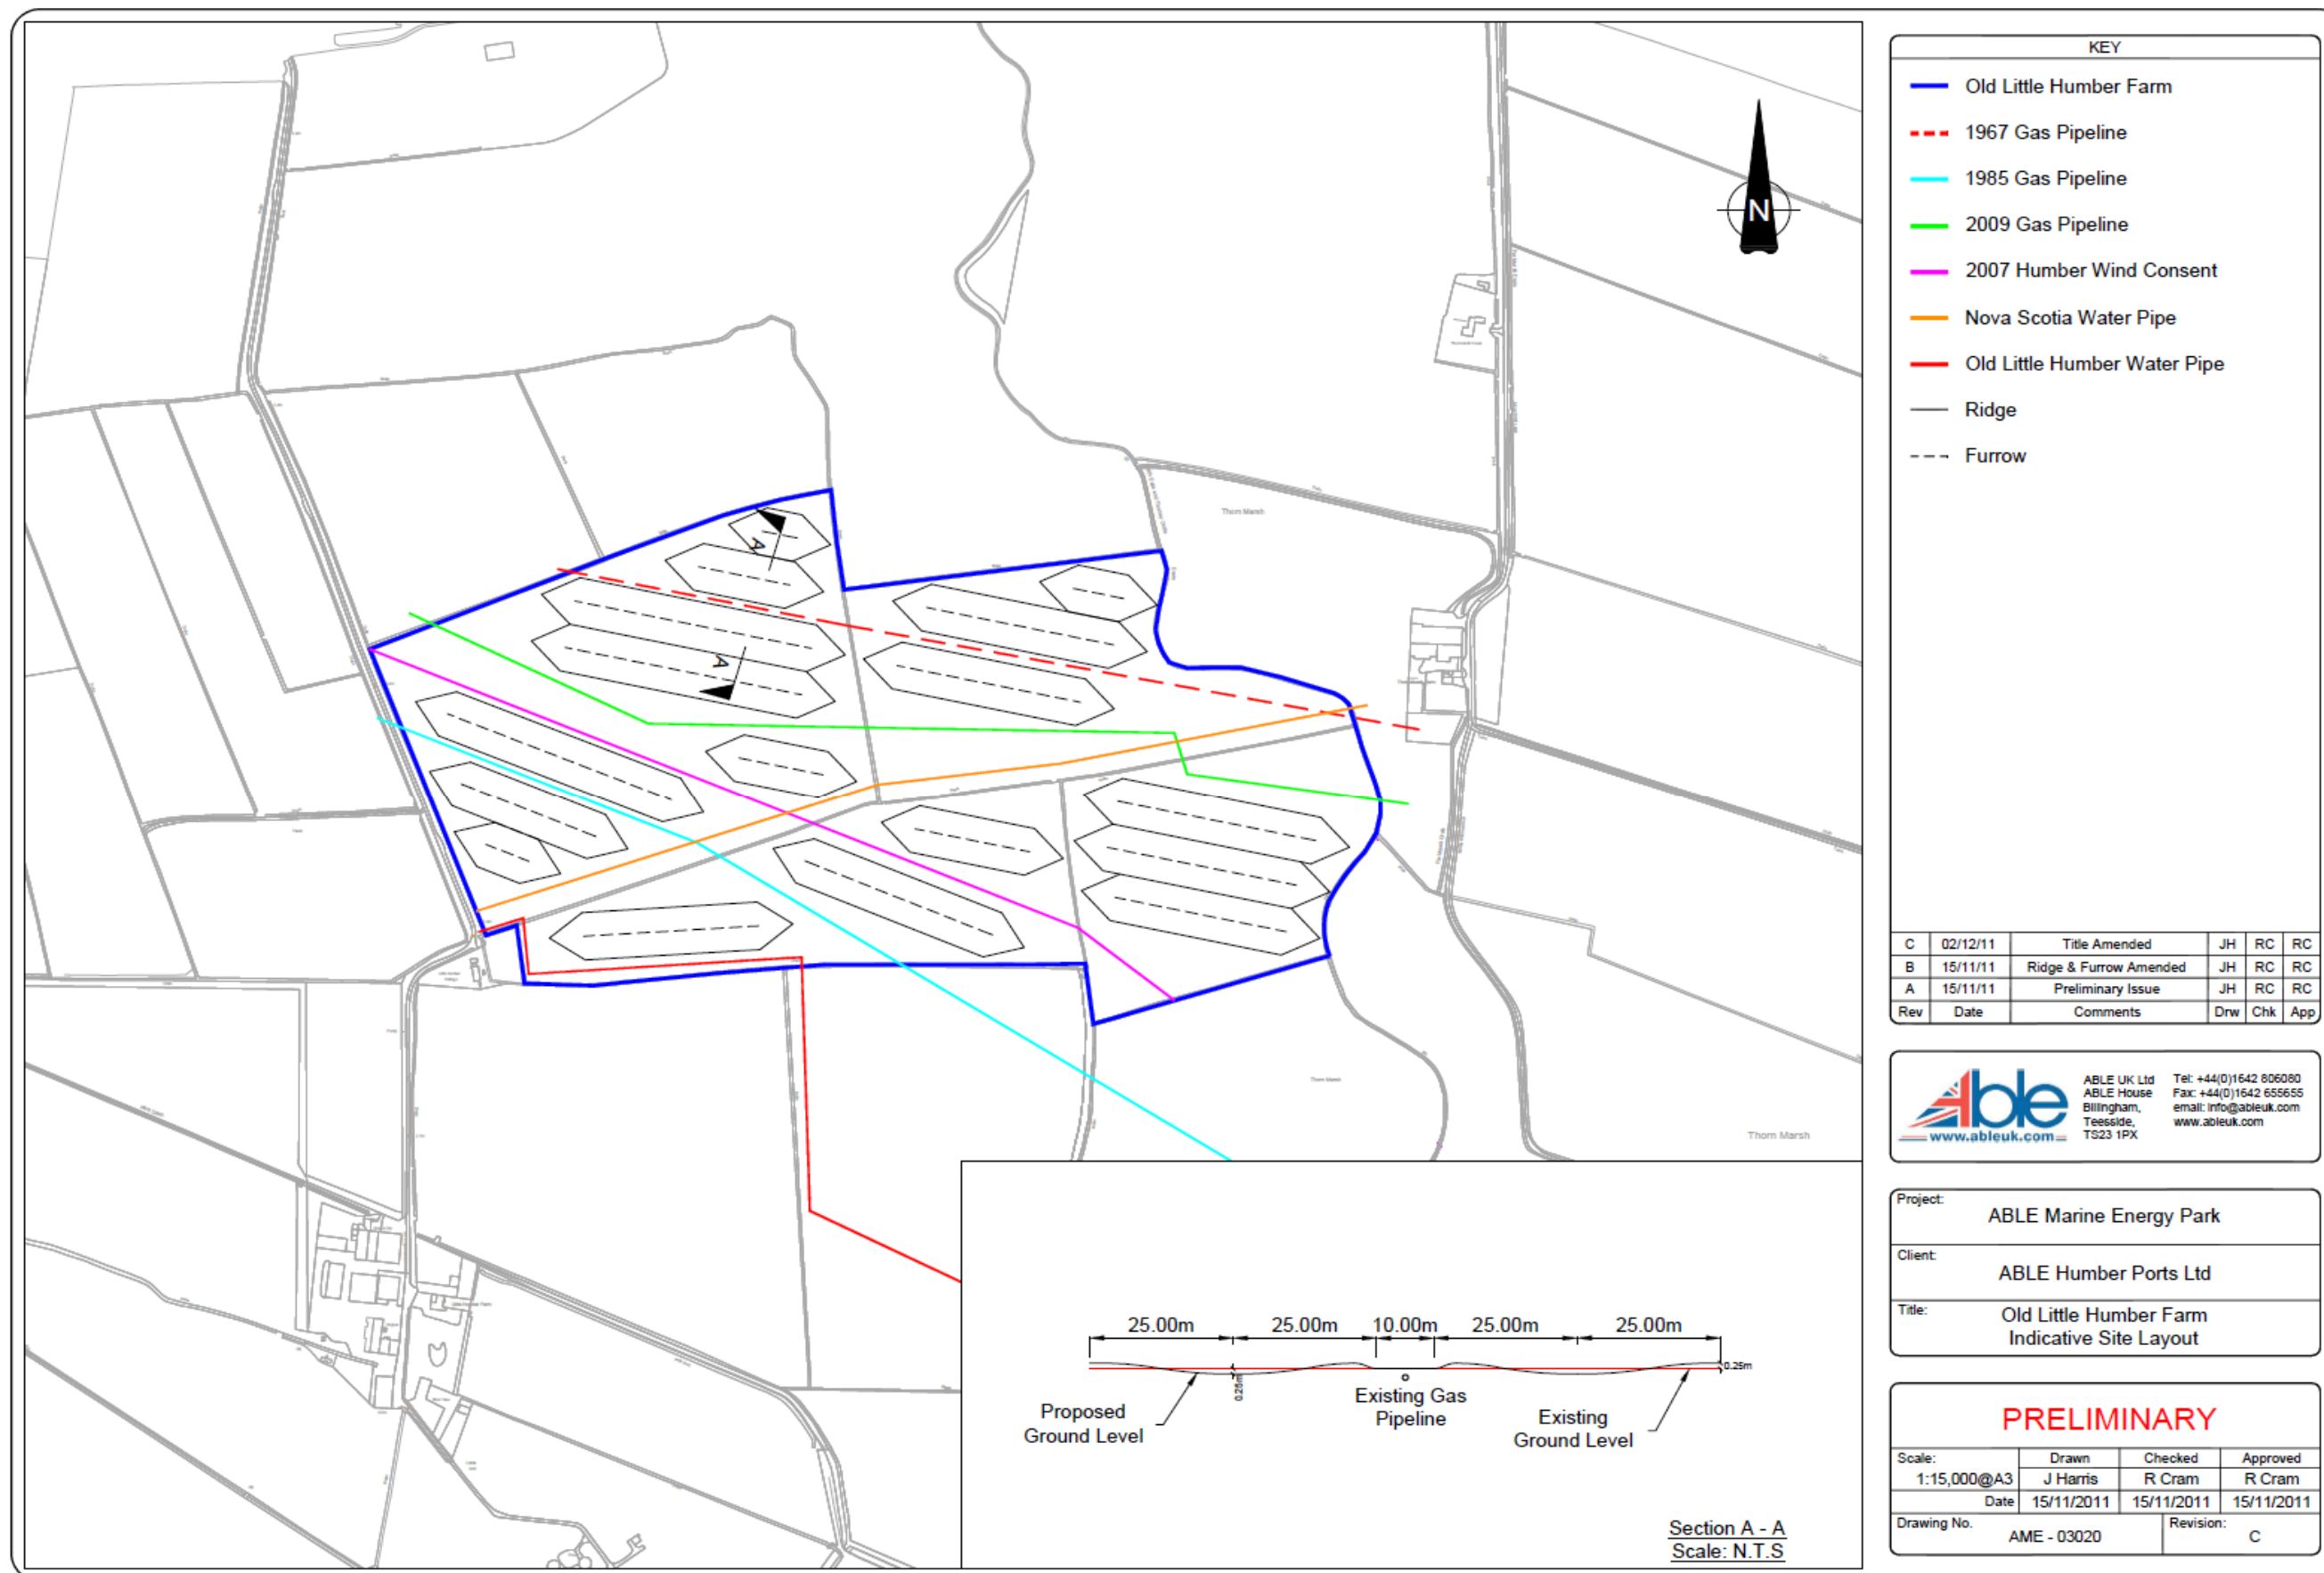 KEY
Old Little Humber Farm
1967 Gas Pipeline
1985 Gas Pipeline
2009 Gas Pipeline
2007 Humber Wind Consent
Nova Scotia Water Pipe
Old Little Humber Water Pipe
Ridge
Furrow
N
Thorn Marsh
A
A
Thorn Marsh
Thorn Marsh
C 02/12/11 Title Amended JH RC RC
B 15/11/11 Ridge & Furrow Amended JH RC RC
A 15/11/11 Preliminary Issue JH RC RC
Rev Date Comments Drw Chk App
able
www.ableuk.com
ABLE UK Ltd
ABLE House
Billingham,
Teesside,
TS23 1PX
Tel: +44(0)1642 806080
Fax: +44(0)1642 655655
email: info@ableuk.com
www.ableuk.com
Project:
ABLE Marine Energy Park
Client:
ABLE Humber Ports Ltd
Title:
Old Little Humber Farm
Indicative Site Layout
PRELIMINARY
Scale: Drawn Checked Approved
1:15,000@A3 J Harris R Cram R Cram
Date 15/11/2011 15/11/2011 15/11/2011
Drawing No. Revision:
AME - 03020 C
25.00m 25.00m 10.00m 25.00m 25.00m
0.25m
0.25m
Proposed
Ground Level
Existing Gas
Pipeline
Existing
Ground Level
Section A - A
Scale: N.T.S